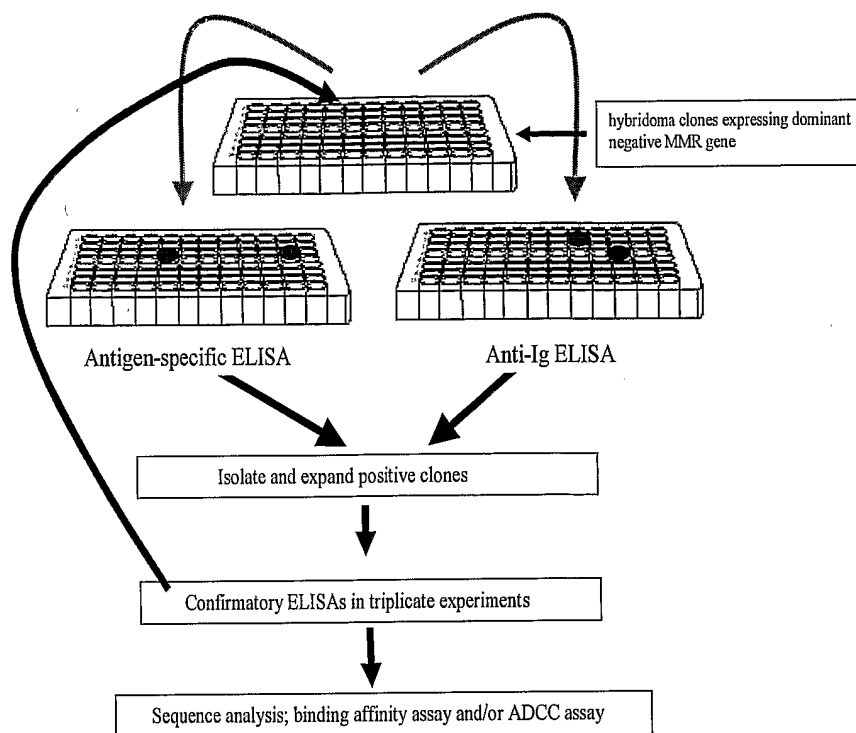 hybridoma clones expressing dominant
negative MMR gene
Antigen-specific ELISA
Anti-Ig ELISA
Isolate and expand positive clones
Confirmatory ELISAs in triplicate experiments
Sequence analysis; binding affinity assay and/or ADCC assay